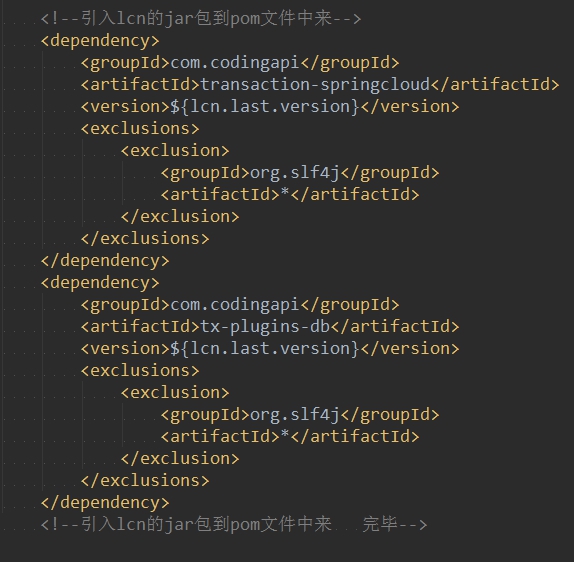 <!--引入lcn的jar包到pom文件中来-->
<dependency>
<groupId>com.codingapi</groupId>
<artifactId>transaction-springcloud</artifactId>
<version>${lcn.last.version}</version>
<exclusions>
<exclusion>
<groupId>org.slf4j</groupId>
<artifactId>*</artifactId>
</exclusion>
</exclusions>
</dependency>
<dependency>
<groupId>com.codingapi</groupId>
<artifactId>tx-plugins-db</artifactId>
<version>${lcn.last.version}</version>
<exclusions>
<exclusion>
<groupId>org.slf4j</groupId>
<artifactId>*</artifactId>
</exclusion>
</exclusions>
</dependency>
<!--引入lcn的jar包到pom文件中来   完毕-->